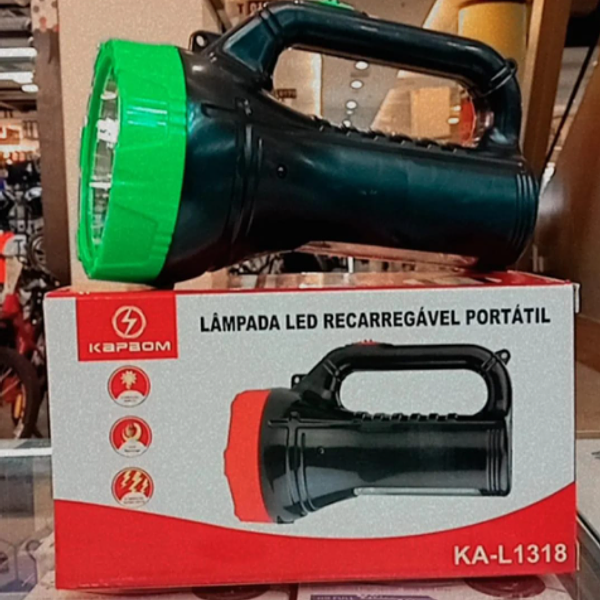 KAPBOM
LÂMPADA LED RECARREGÁVEL PORTÁTIL
KA-L1318